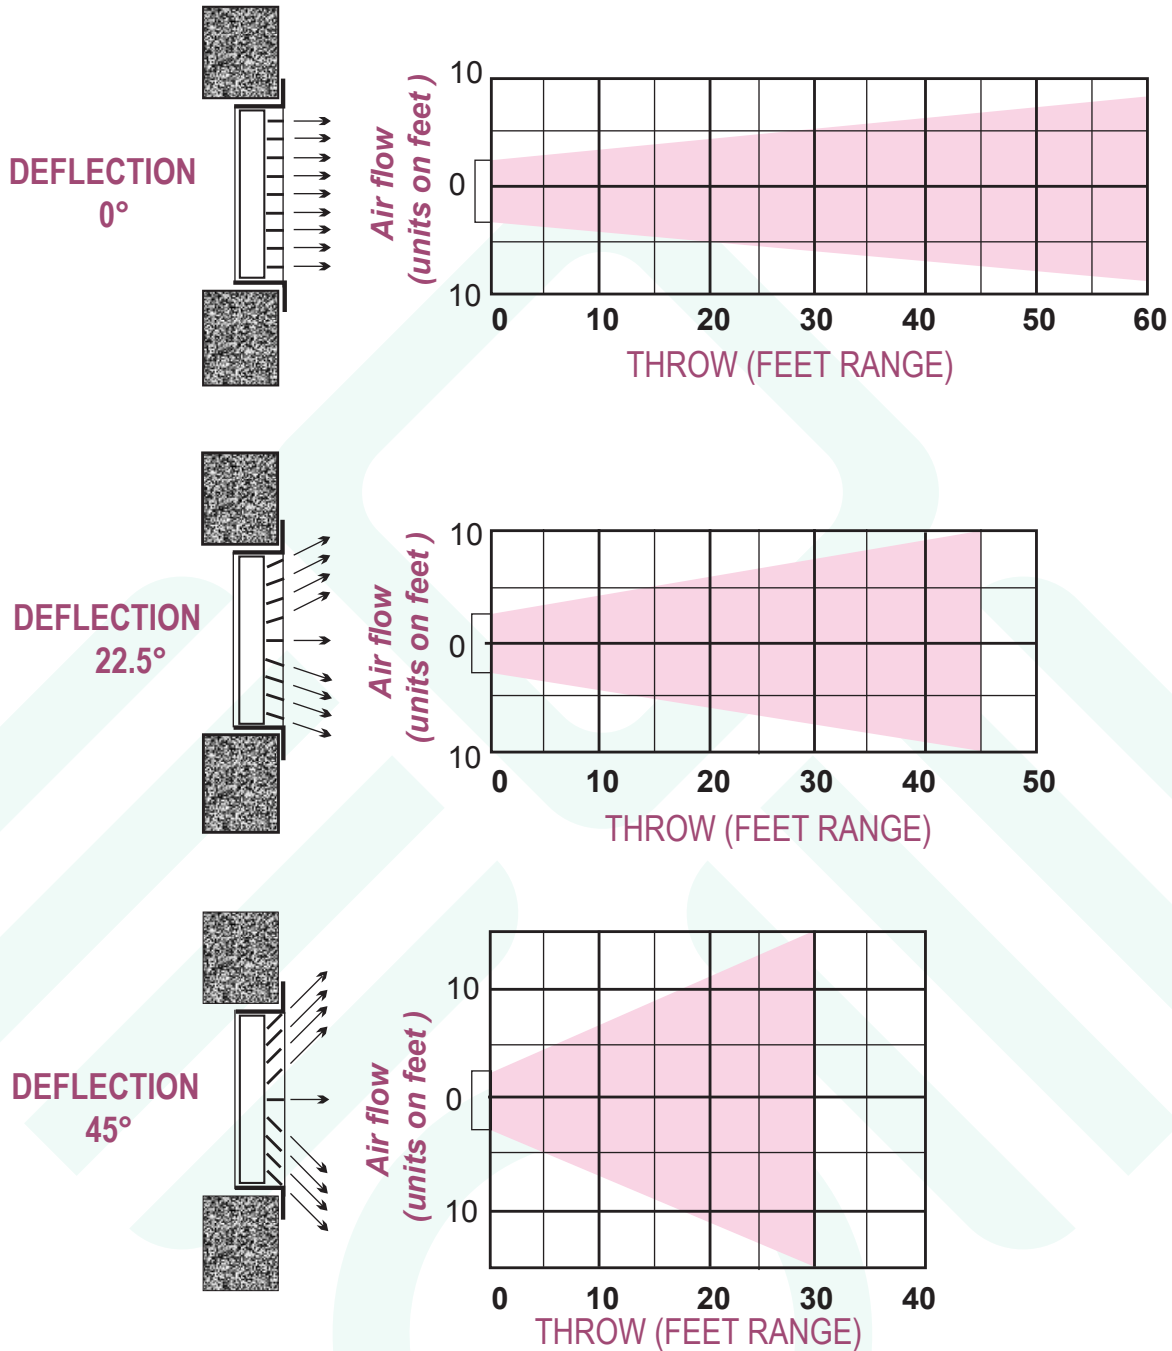 DEFLECTION
0°
Air flow
(units on feet )
10
0
10
0 10 20 30 40 50 60
THROW (FEET RANGE)
DEFLECTION
22.5°
Air flow
(units on feet )
10
0
10
0 10 20 30 40 50
THROW (FEET RANGE)
DEFLECTION
45°
Air flow
(units on feet )
10
0
10
0 10 20 30 40
THROW (FEET RANGE)